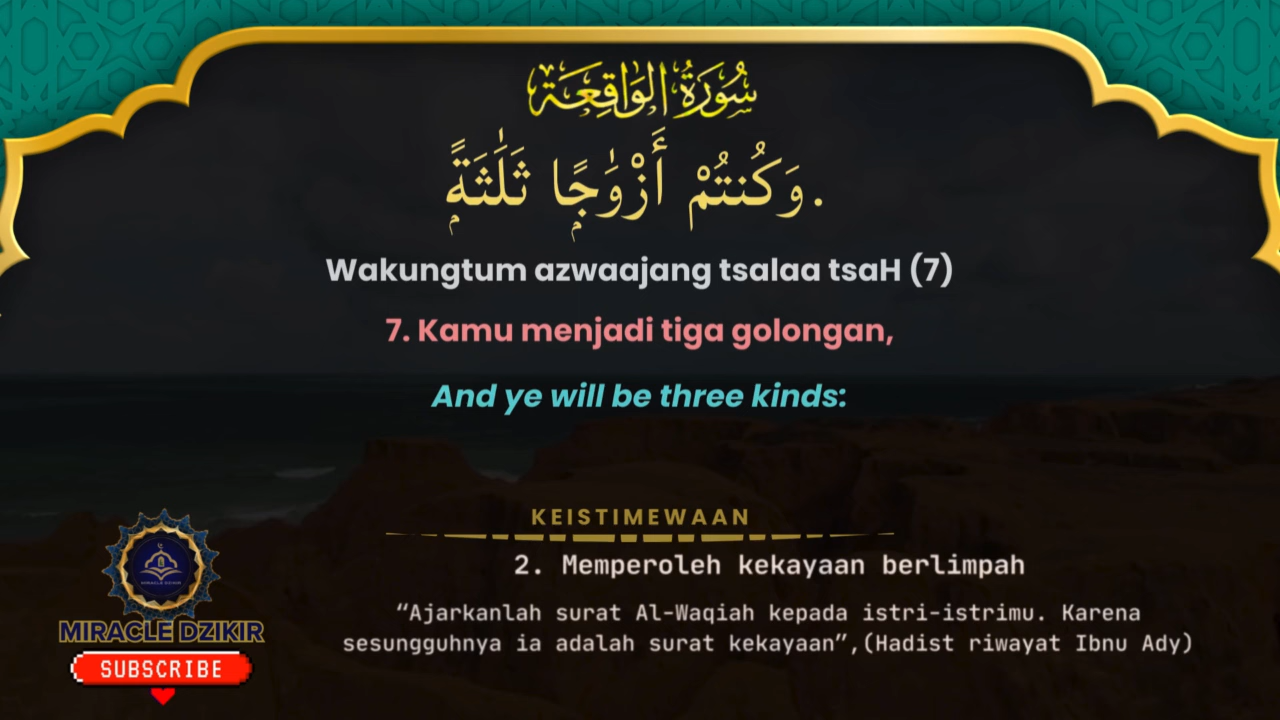 سُورَةُ الوَاقِعَة
وَكُنتُمْ أَزْوَٰجًۭا ثَلَٰثَةًۭ.
Wakungtum azwaajang tsalaa tsaH (7)
7. Kamu menjadi tiga golongan,
And ye will be three kinds:
KEISTIMEWAAN
2. Memperoleh kekayaan berlimpah
“Ajarkanlah surat Al-Waqiah kepada istri-istrimu. Karena
sesungguhnya ia adalah surat kekayaan”,(Hadist riwayat Ibnu Ady)
MIRACLE DZIKIR
MIRACLE DZIKIR
SUBSCRIBE